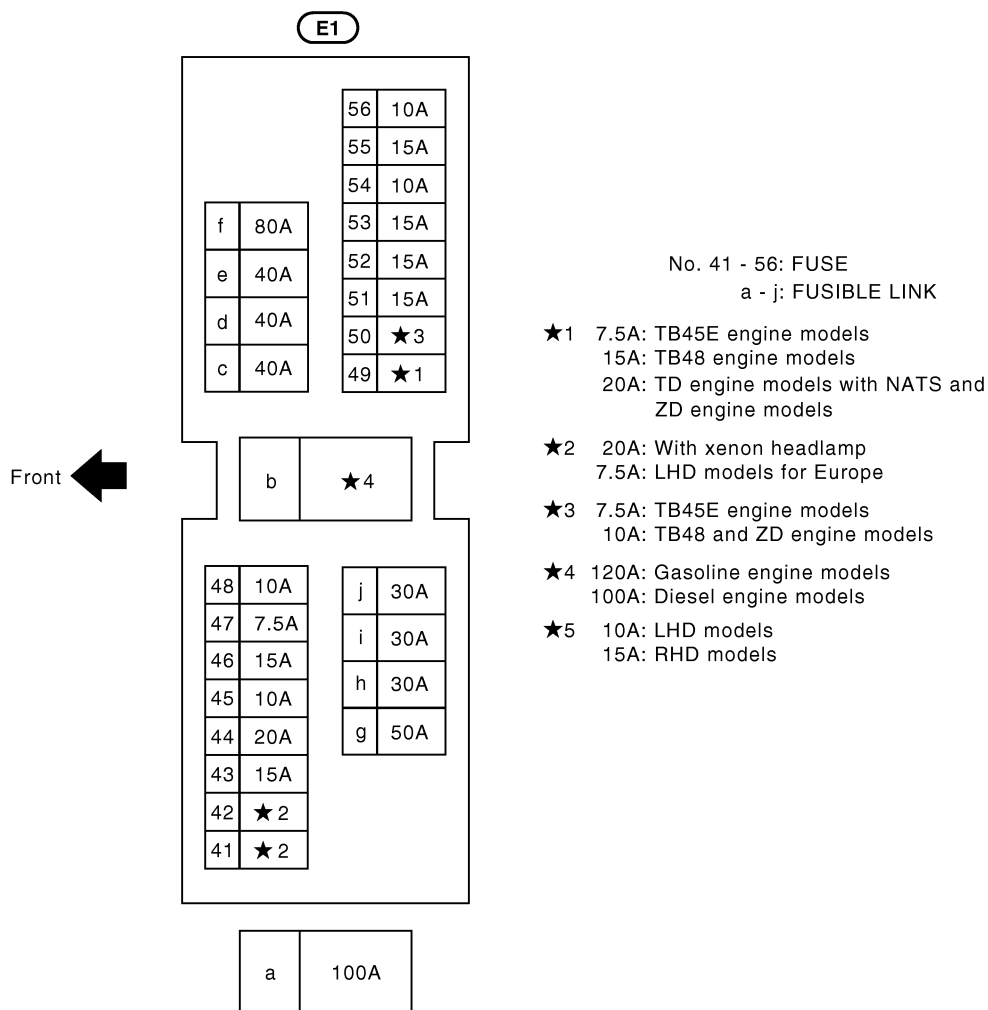 E1
56 10A
55 15A
54 10A
53 15A
52 15A
51 15A
50 ★3
49 ★1
f 80A
e 40A
d 40A
c 40A
Front
b ★4
48 10A
47 7.5A
46 15A
45 10A
44 20A
43 15A
42 ★2
41 ★2
j 30A
i 30A
h 30A
g 50A
a 100A
No. 41 - 56: FUSE
a - j: FUSIBLE LINK
★1 7.5A: TB45E engine models
15A: TB48 engine models
20A: TD engine models with NATS and
ZD engine models
★2 20A: With xenon headlamp
7.5A: LHD models for Europe
★3 7.5A: TB45E engine models
10A: TB48 and ZD engine models
★4 120A: Gasoline engine models
100A: Diesel engine models
★5 10A: LHD models
15A: RHD models